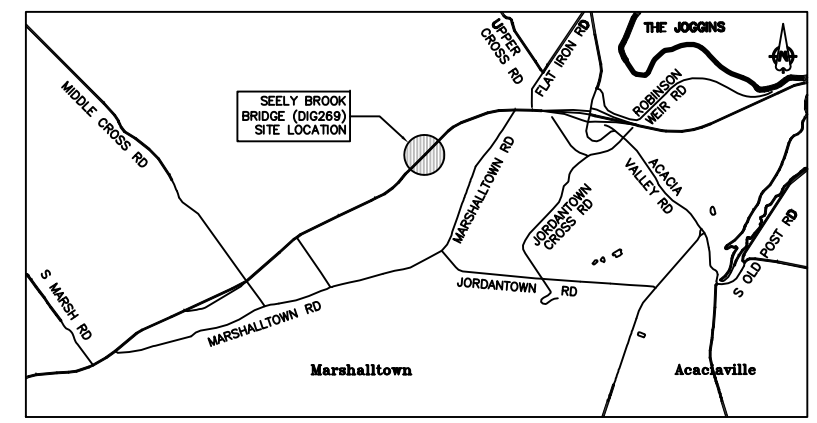 UPPER
CROSS RD
FLAT IRON RD
THE JOGGINS
N
MIDDLE CROSS RD
SEELY BROOK
BRIDGE (DIG269)
SITE LOCATION
ROBINSON
WEIR RD
MARSHALLTOWN RD
ACACIA
VALLEY RD
JORDANTOWN
CROSS RD
S OLD POST RD
S MARSH RD
JORDANTOWN RD
MARSHALLTOWN RD
Marshalltown
Acaciaville